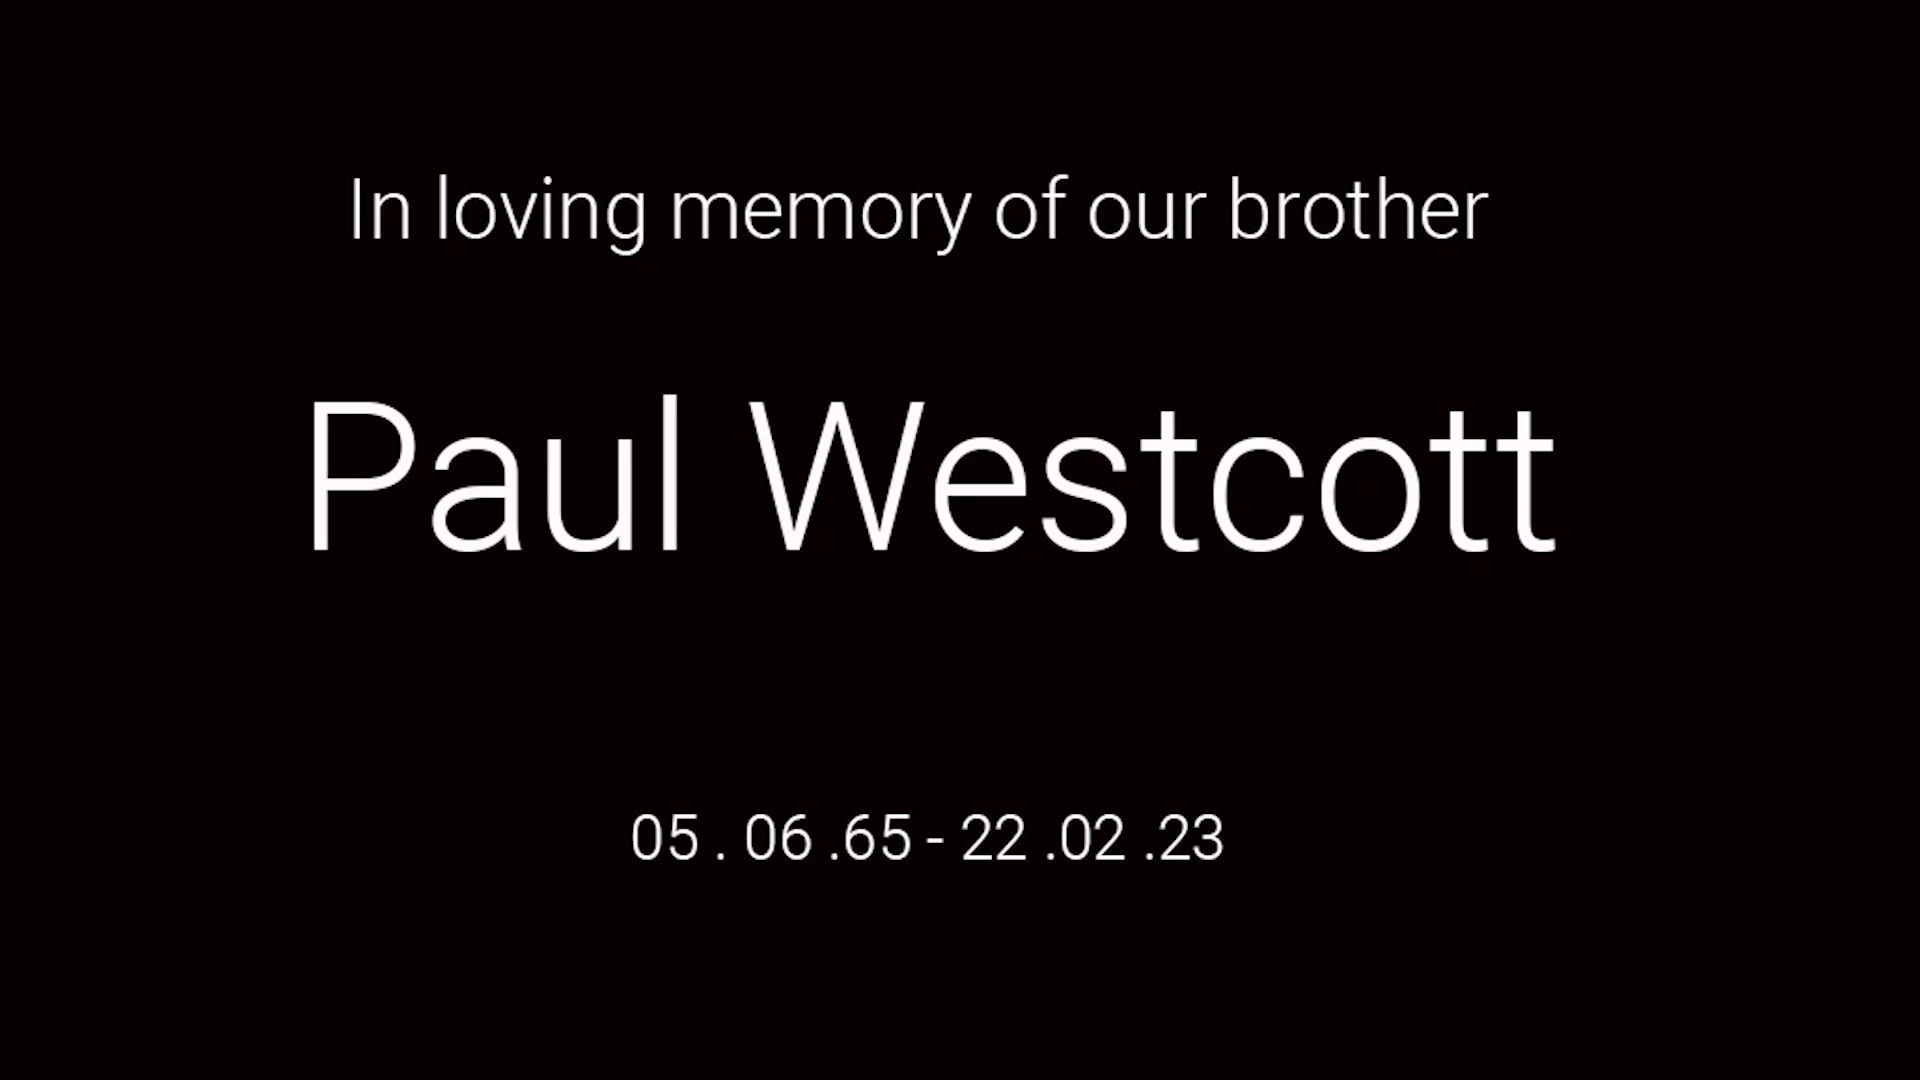 In loving memory of our brother
Paul Westcott
05 . 06 .65 - 22 .02 .23